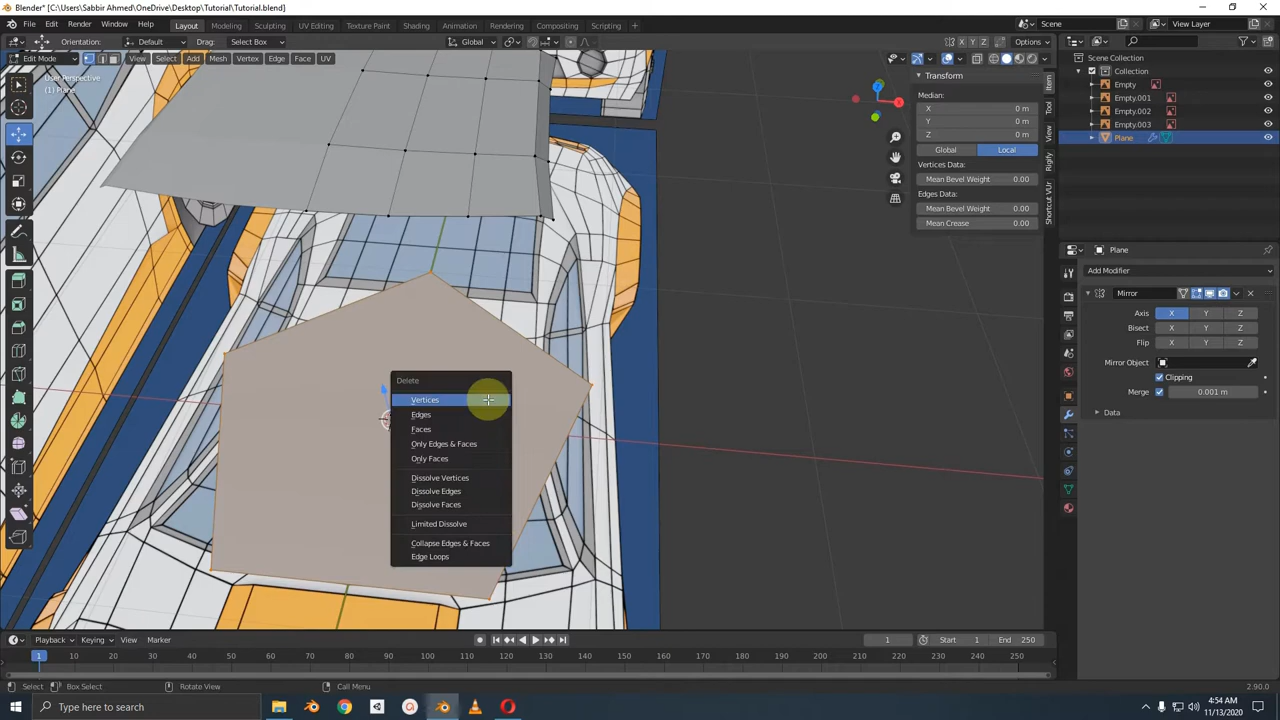 Blender* [C:\Users\Sabbir Ahmed\OneDrive\Desktop\Tutorial\Tutorial.blend]
File Edit Render Window Help Layout Modeling Sculpting UV Editing Texture Paint Shading Animation Rendering Compositing Scripting + Scene View Layer
Orientation: Default Drag: Select Box Global X Y Z Options
Edit Mode View Select Add Mesh Vertex Edge Face UV
User Perspective
(1) Plane
X
Z
Transform
Median:
X 0 m
Y 0 m
Z 0 m
Global Local
Vertices Data:
Mean Bevel Weight 0.00
Edges Data:
Mean Bevel Weight 0.00
Mean Crease 0.00
Item
Tool
View
Rigify
Shortcut VUr
Scene Collection
Collection
Empty
Empty.001
Empty.002
Empty.003
Plane
Plane
Add Modifier
Mirror
Axis X Y Z
Bisect X Y Z
Flip X Y Z
Mirror Object
Clipping
Merge 0.001 m
Data
Delete
Vertices
Edges
Faces
Only Edges & Faces
Only Faces
Dissolve Vertices
Dissolve Edges
Dissolve Faces
Limited Dissolve
Collapse Edges & Faces
Edge Loops
Playback Keying View Marker 1 Start 1 End 250
1 10 20 30 40 50 60 70 80 90 100 110 120 130 140 150 160 170 180 190 200 210 220 230 240 250
Select Box Select Rotate View Call Menu 2.90.0
Type here to search
4:54 AM
11/13/2020